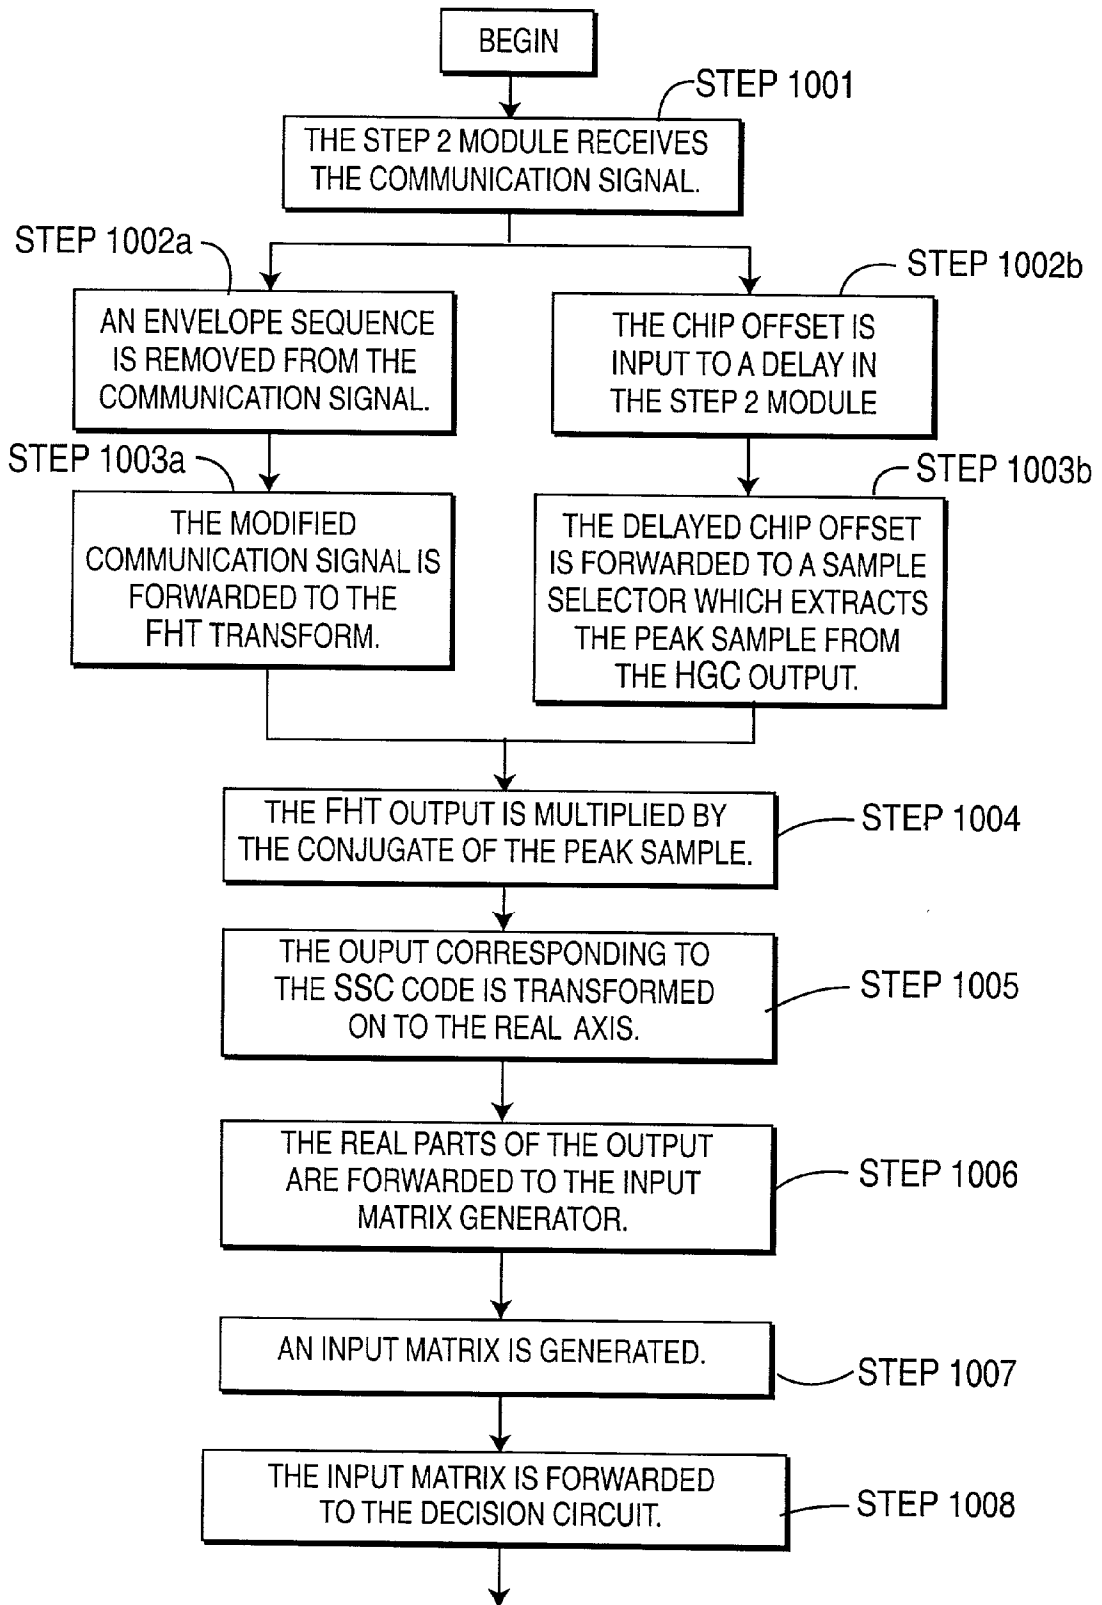 BEGIN
STEP 1001
THE STEP 2 MODULE RECEIVES
THE COMMUNICATION SIGNAL.
STEP 1002a
STEP 1002b
AN ENVELOPE SEQUENCE
IS REMOVED FROM THE
COMMUNICATION SIGNAL.
THE CHIP OFFSET IS
INPUT TO A DELAY IN
THE STEP 2 MODULE
STEP 1003a
STEP 1003b
THE MODIFIED
COMMUNICATION SIGNAL IS
FORWARDED TO THE
FHT TRANSFORM.
THE DELAYED CHIP OFFSET
IS FORWARDED TO A SAMPLE
SELECTOR WHICH EXTRACTS
THE PEAK SAMPLE FROM
THE HGC OUTPUT.
THE FHT OUTPUT IS MULTIPLIED BY
THE CONJUGATE OF THE PEAK SAMPLE.
STEP 1004
THE OUPUT CORRESPONDING TO
THE SSC CODE IS TRANSFORMED
ON TO THE REAL AXIS.
STEP 1005
THE REAL PARTS OF THE OUTPUT
ARE FORWARDED TO THE INPUT
MATRIX GENERATOR.
STEP 1006
AN INPUT MATRIX IS GENERATED.
STEP 1007
THE INPUT MATRIX IS FORWARDED
TO THE DECISION CIRCUIT.
STEP 1008